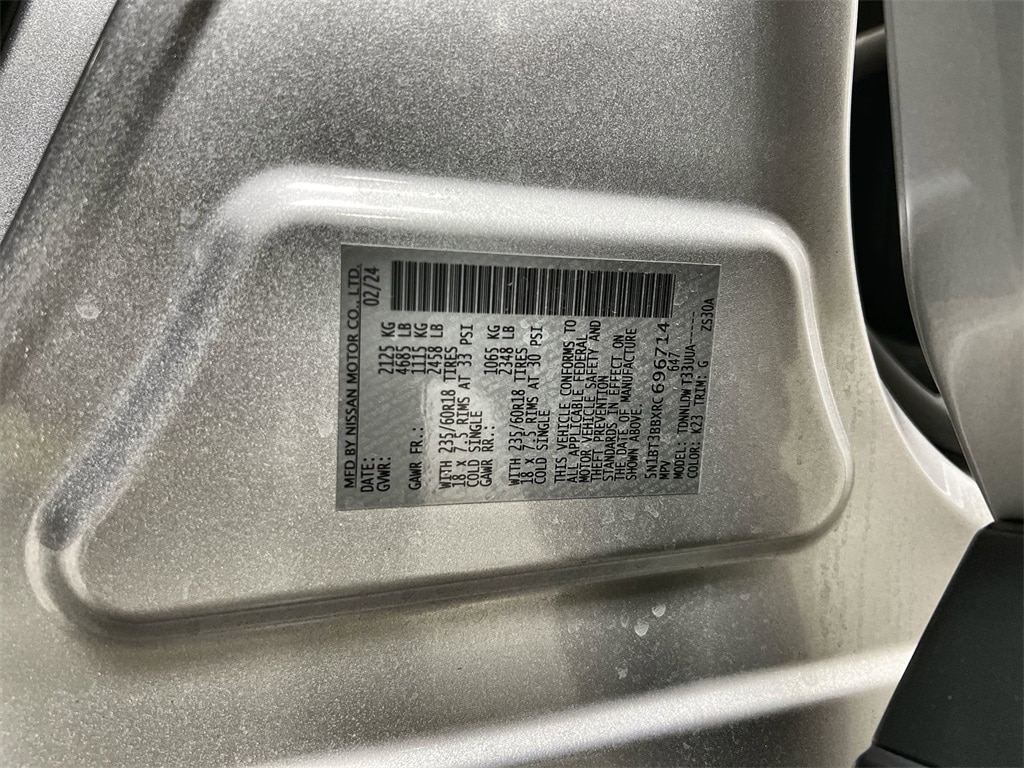 MFD BY NISSAN MOTOR CO., LTD.
DATE: 02/24
GVWR: 2125 KG
4685 LB
GAWR FR.: 1115 KG
2458 LB
WITH 235/60R18 TIRES
18 X 7.5 RIMS AT 33 PSI
COLD SINGLE
GAWR RR.: 1065 KG
2348 LB
WITH 235/60R18 TIRES
18 X 7.5 RIMS AT 30 PSI
COLD SINGLE
THIS VEHICLE CONFORMS TO
ALL APPLICABLE FEDERAL
MOTOR VEHICLE SAFETY AND
THEFT PREVENTION
STANDARDS IN EFFECT ON
THE DATE OF MANUFACTURE
SHOWN ABOVE.
5N1BT3BBXRC696714
MPV 647
MODEL:
COLOR: K23 TRIM: G ZS30A